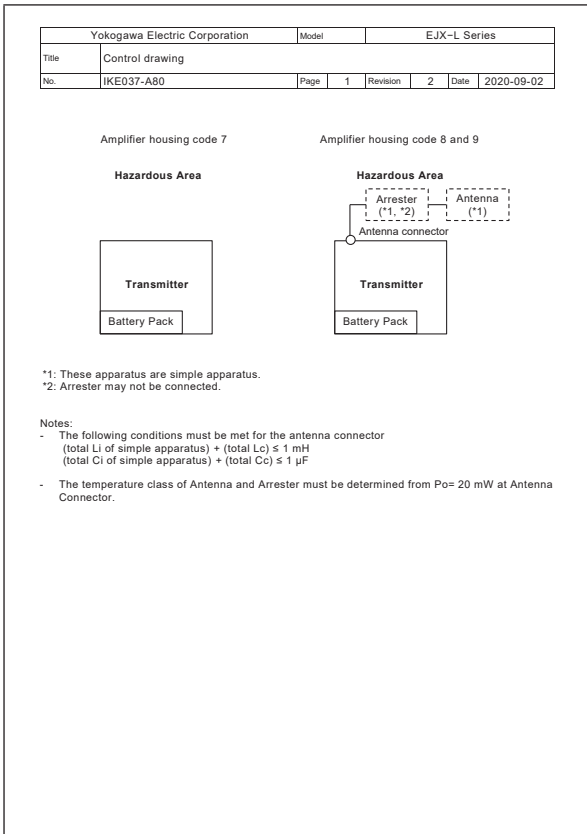 Yokogawa Electric Corporation Model EJX−L Series
Title Control drawing
No. IKE037-A80 Page 1 Revision 2 Date 2020-09-02
Amplifier housing code 7
Amplifier housing code 8 and 9
Hazardous Area
Hazardous Area
Arrester
(*1, *2)
Antenna
(*1)
Antenna connector
Transmitter
Battery Pack
Transmitter
Battery Pack
*1: These apparatus are simple apparatus.
*2: Arrester may not be connected.
Notes:
- The following conditions must be met for the antenna connector
(total Li of simple apparatus) + (total Lc) ≤ 1 mH
(total Ci of simple apparatus) + (total Cc) ≤ 1 µF
- The temperature class of Antenna and Arrester must be determined from Po= 20 mW at Antenna
Connector.